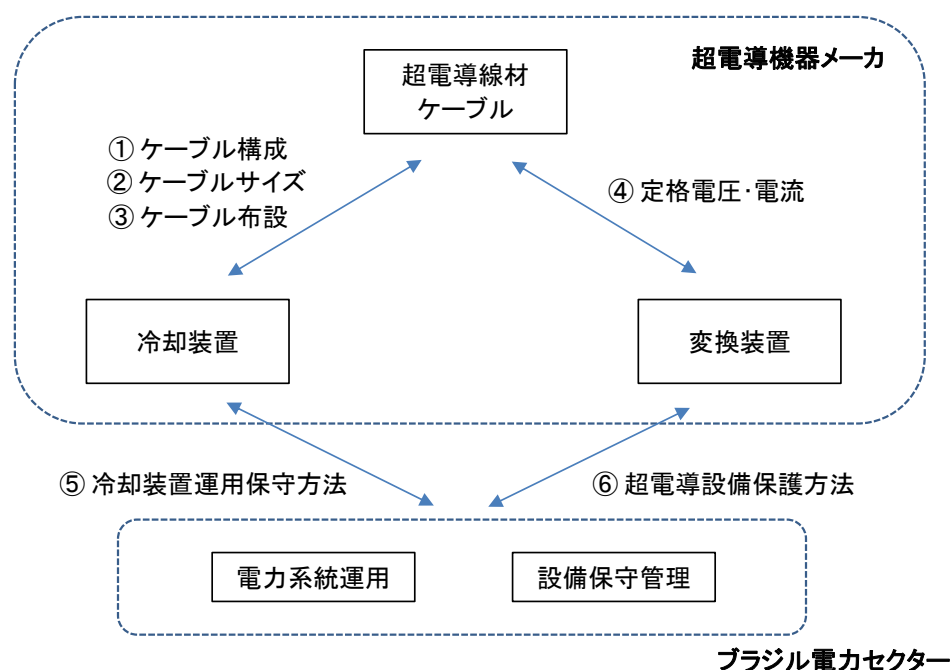 超電導機器メーカ
超電導線材
ケーブル
① ケーブル構成
② ケーブルサイズ
③ ケーブル布設
④ 定格電圧・電流
冷却装置
変換装置
⑤ 冷却装置運用保守方法
⑥ 超電導設備保護方法
電力系統運用
設備保守管理
ブラジル電力セクター